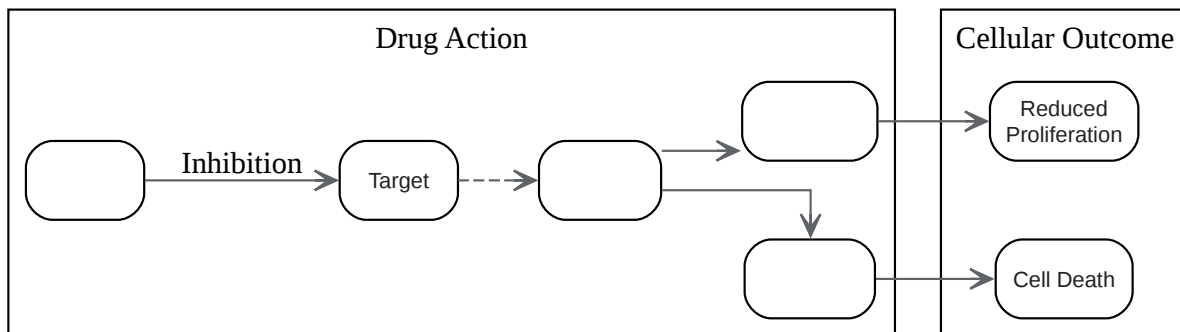 Drug Action
Cellular Outcome
Reduced
Proliferation
Inhibition
Target
Cell Death